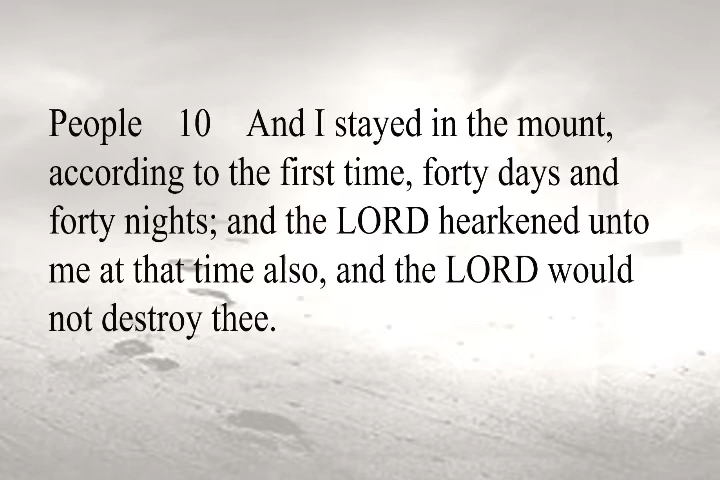 People 10 And I stayed in the mount,
according to the first time, forty days and
forty nights; and the LORD hearkened unto
me at that time also, and the LORD would
not destroy thee.